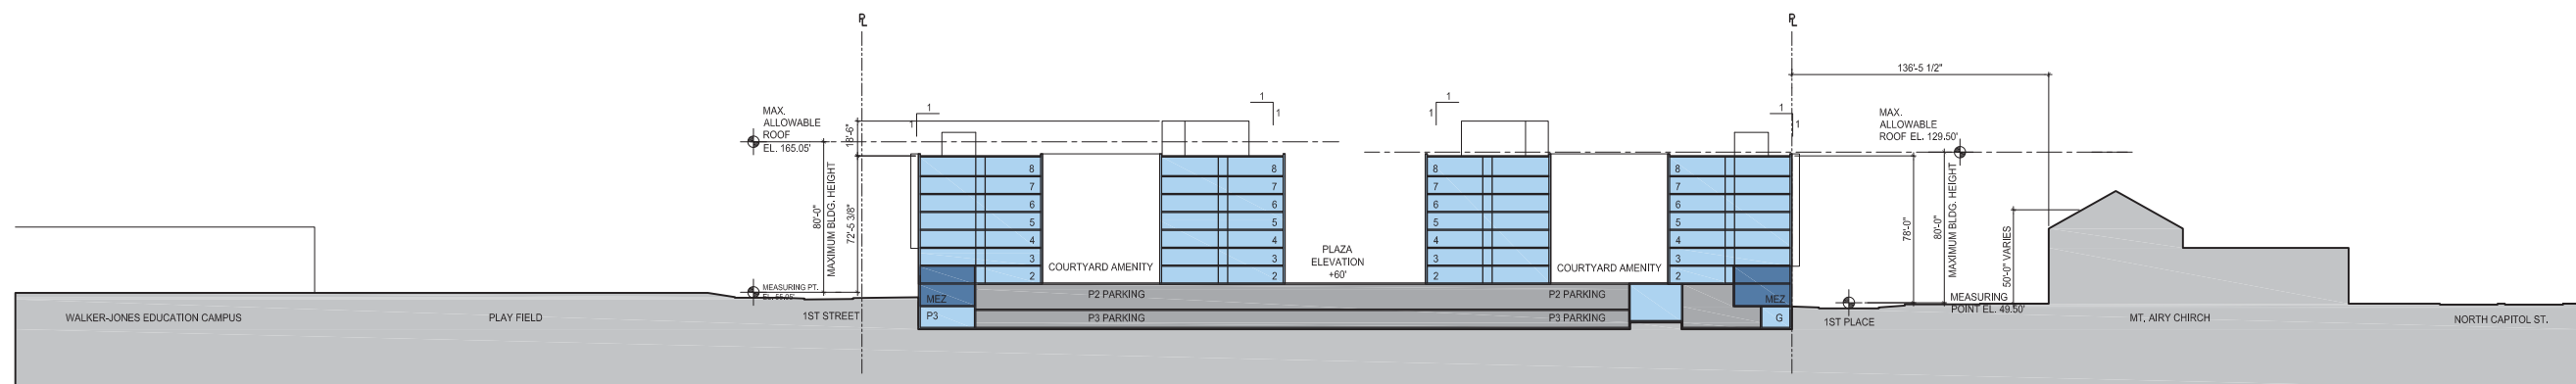 PL
PL
136'-5 1/2"
MAX.
ALLOWABLE
ROOF
EL. 165.05'
18'-6"
1
1
1
1
1
1
1
1
MAX.
ALLOWABLE
ROOF EL. 129.50'
80'-0"
MAXIMUM BLDG. HEIGHT
72'-5 3/8"
8
7
6
5
4
3
2
8
7
6
5
4
3
2
8
7
6
5
4
3
2
8
7
6
5
4
3
2
COURTYARD AMENITY
PLAZA
ELEVATION
+60'
COURTYARD AMENITY
78'-0"
80'-0"
MAXIMUM BLDG. HEIGHT
50'-0" VARIES
MEASURING PT.
MEZ
P2 PARKING
P2 PARKING
MEZ
MEASURING
POINT EL. 49.50'
WALKER-JONES EDUCATION CAMPUS
PLAY FIELD
1ST STREET
P3
P3 PARKING
P3 PARKING
G
1ST PLACE
MT. AIRY CHIRCH
NORTH CAPITOL ST.